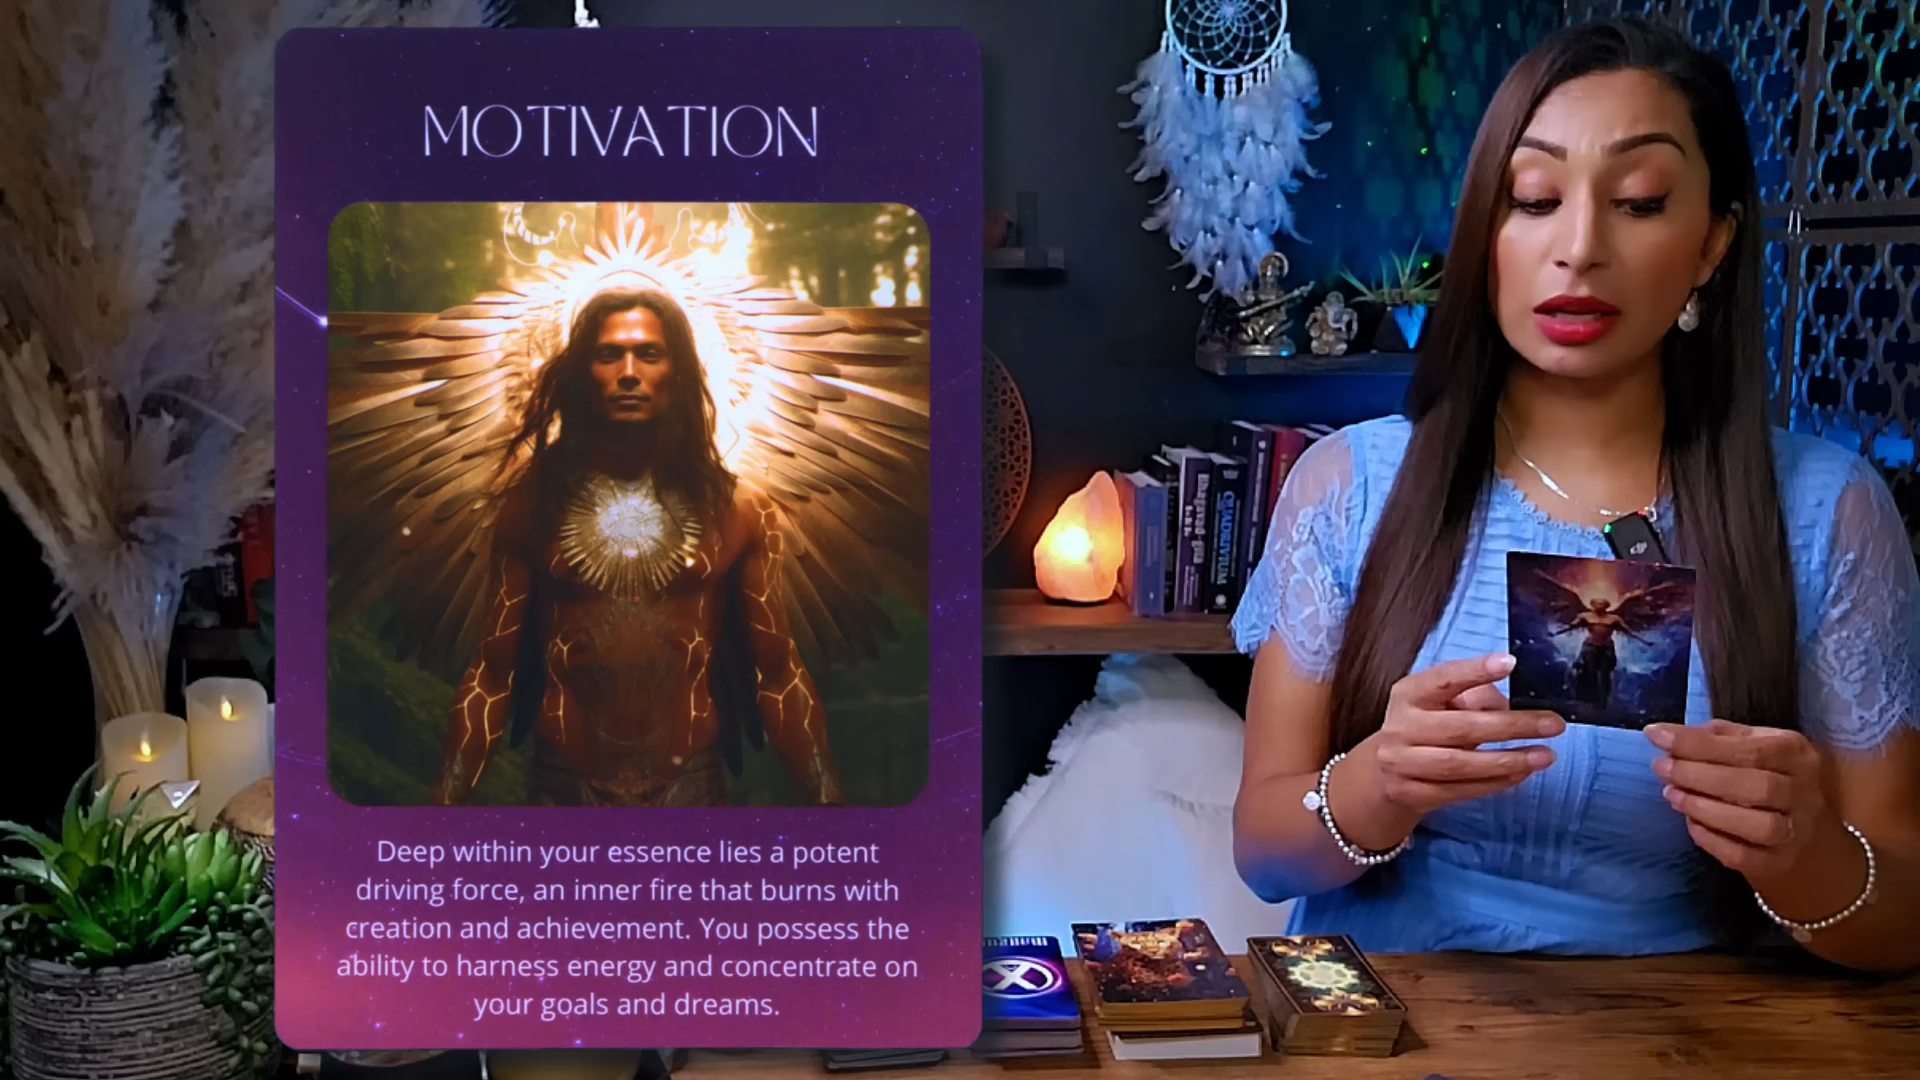 MOTIVATION
Deep within your essence lies a potent
driving force, an inner fire that burns with
creation and achievement. You possess the
ability to harness energy and concentrate on
your goals and dreams.
QUADRIVIUM